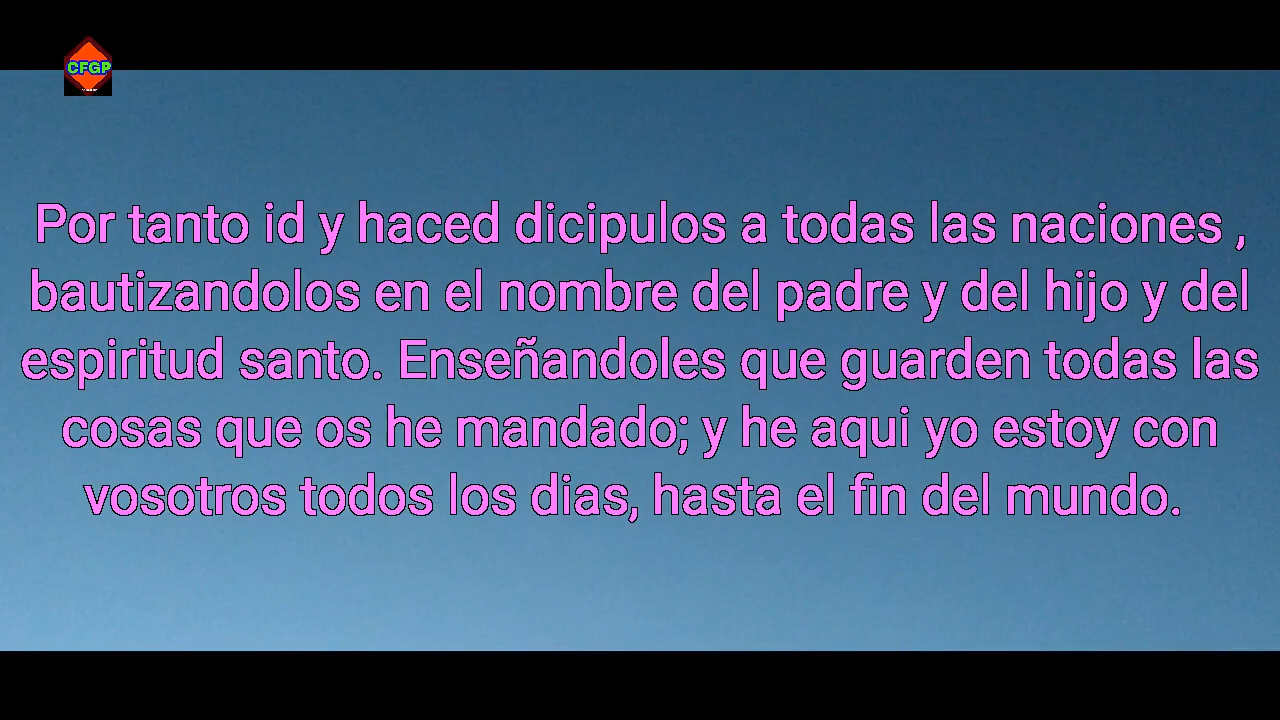 CFGP
Por tanto id y haced dicipulos a todas las naciones ,
bautizandolos en el nombre del padre y del hijo y del
espiritud santo. Enseñandoles que guarden todas las
cosas que os he mandado; y he aqui yo estoy con
vosotros todos los dias, hasta el fin del mundo.